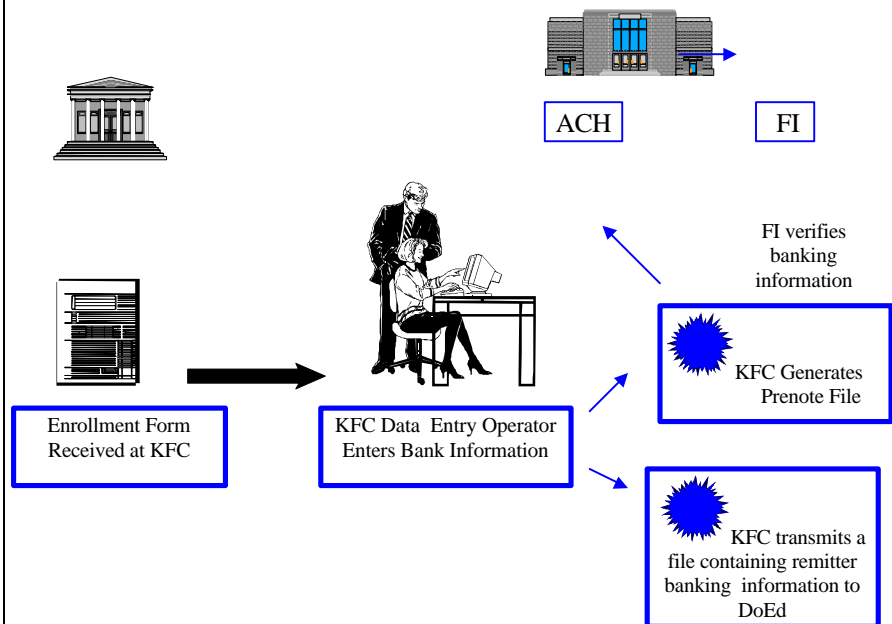 ACH
FI
FI verifies
banking
information
KFC Generates
Prenote File
Enrollment Form
Received at KFC
KFC Data Entry Operator
Enters Bank Information
KFC transmits a
file containing remitter
banking information to
DoEd